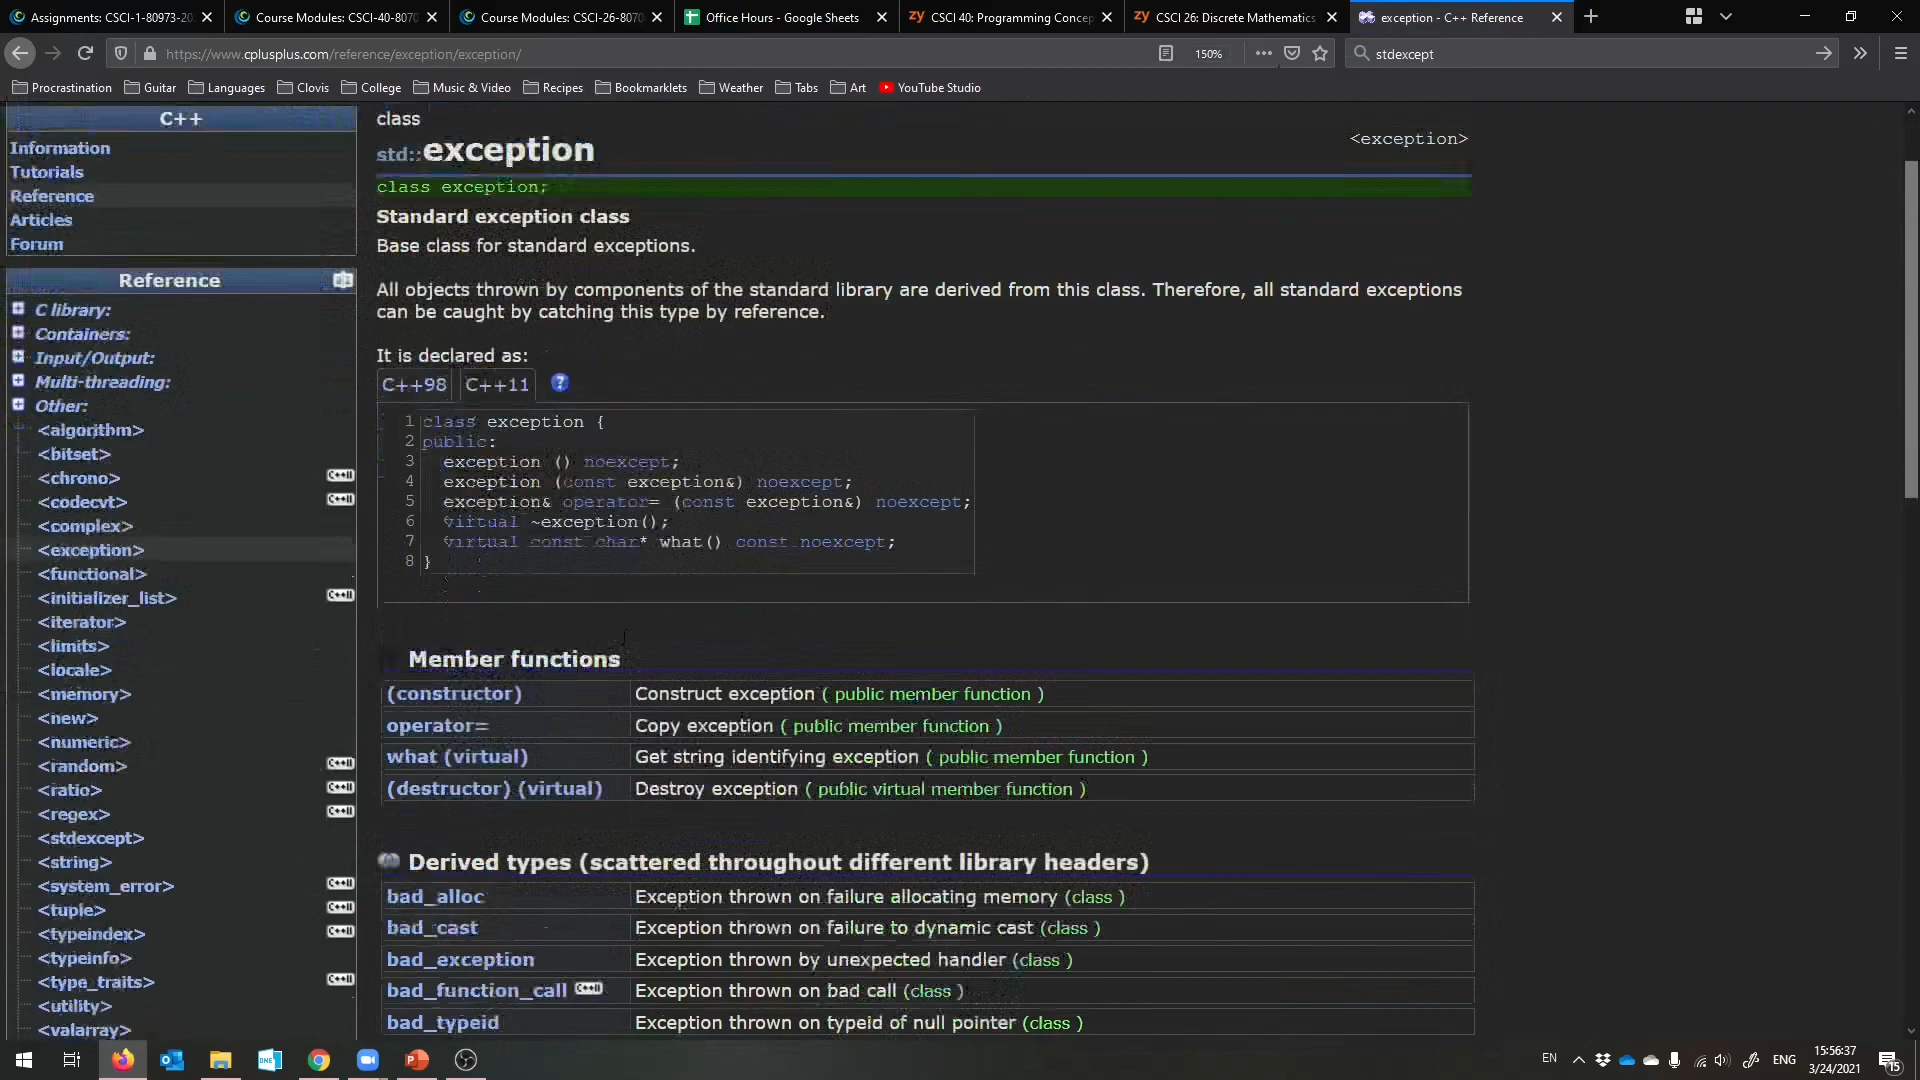 Assignments: CSCI-1-80973-20
Course Modules: CSCI-40-8070
Course Modules: CSCI-26-8070
Office Hours - Google Sheets
CSCI 40: Programming Concep
CSCI 26: Discrete Mathematics
exception - C++ Reference
https://www.cplusplus.com/reference/exception/exception/
150%
stdexcept
Procrastination
Guitar
Languages
Clovis
College
Music & Video
Recipes
Bookmarklets
Weather
Tabs
Art
YouTube Studio
C++
Information
Tutorials
Reference
Articles
Forum
Reference
C library:
Containers:
Input/Output:
Multi-threading:
Other:
<algorithm>
<bitset>
<chrono>
<codecvt>
<complex>
<exception>
<functional>
<initializer_list>
<iterator>
<limits>
<locale>
<memory>
<new>
<numeric>
<random>
<ratio>
<regex>
<stdexcept>
<string>
<system_error>
<tuple>
<typeindex>
<typeinfo>
<type_traits>
<utility>
<valarray>
class
std::exception
<exception>
class exception;
Standard exception class
Base class for standard exceptions.
All objects thrown by components of the standard library are derived from this class. Therefore, all standard exceptions
can be caught by catching this type by reference.
It is declared as:
C++98 C++11 ?
1 class exception {
2 public:
3 exception () noexcept;
4 exception (const exception&) noexcept;
5 exception& operator= (const exception&) noexcept;
6 virtual ~exception();
7 virtual const char* what() const noexcept;
8 }
Member functions
(constructor) Construct exception ( public member function )
operator= Copy exception ( public member function )
what (virtual) Get string identifying exception ( public member function )
(destructor) (virtual) Destroy exception ( public virtual member function )
Derived types (scattered throughout different library headers)
bad_alloc Exception thrown on failure allocating memory (class )
bad_cast Exception thrown on failure to dynamic cast (class )
bad_exception Exception thrown by unexpected handler (class )
bad_function_call C++11 Exception thrown on bad call (class )
bad_typeid Exception thrown on typeid of null pointer (class )
EN
ENG
15:56:37
3/24/2021
15